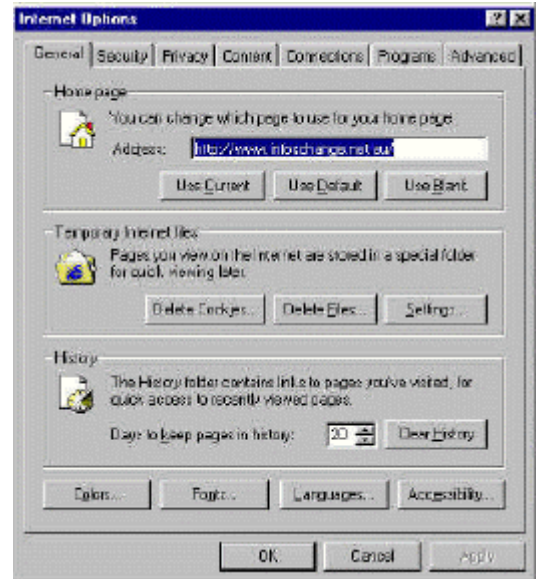 Internet Options
General Security Privacy Content Connections Programs Advanced
Home page
You can change which page to use for your home page.
Address: http://www.infoxchange.net.au/
Use Current Use Default Use Blank
Temporary Internet files
Pages you view on the Internet are stored in a special folder
for quick viewing later.
Delete Cookies... Delete Files... Settings...
History
The History folder contains links to pages you've visited, for
quick access to recently viewed pages.
Days to keep pages in history: 20 Clear History
Colors... Fonts... Languages... Accessibility...
OK Cancel Apply